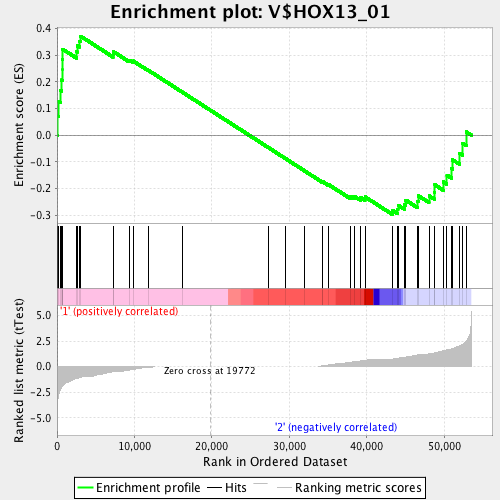 Enrichment plot: V$HOX13_01
Enrichment score (ES)
0.4
0.3
0.2
0.1
0.0
-0.1
-0.2
-0.3
'1' (positively correlated)
Ranked list metric (tTest)
5.0
2.5
0.0
-2.5
-5.0
Zero cross at 19772
'2' (negatively correlated)
0
10,000
20,000
30,000
40,000
50,000
Rank in Ordered Dataset
Enrichment profile
Hits
Ranking metric scores